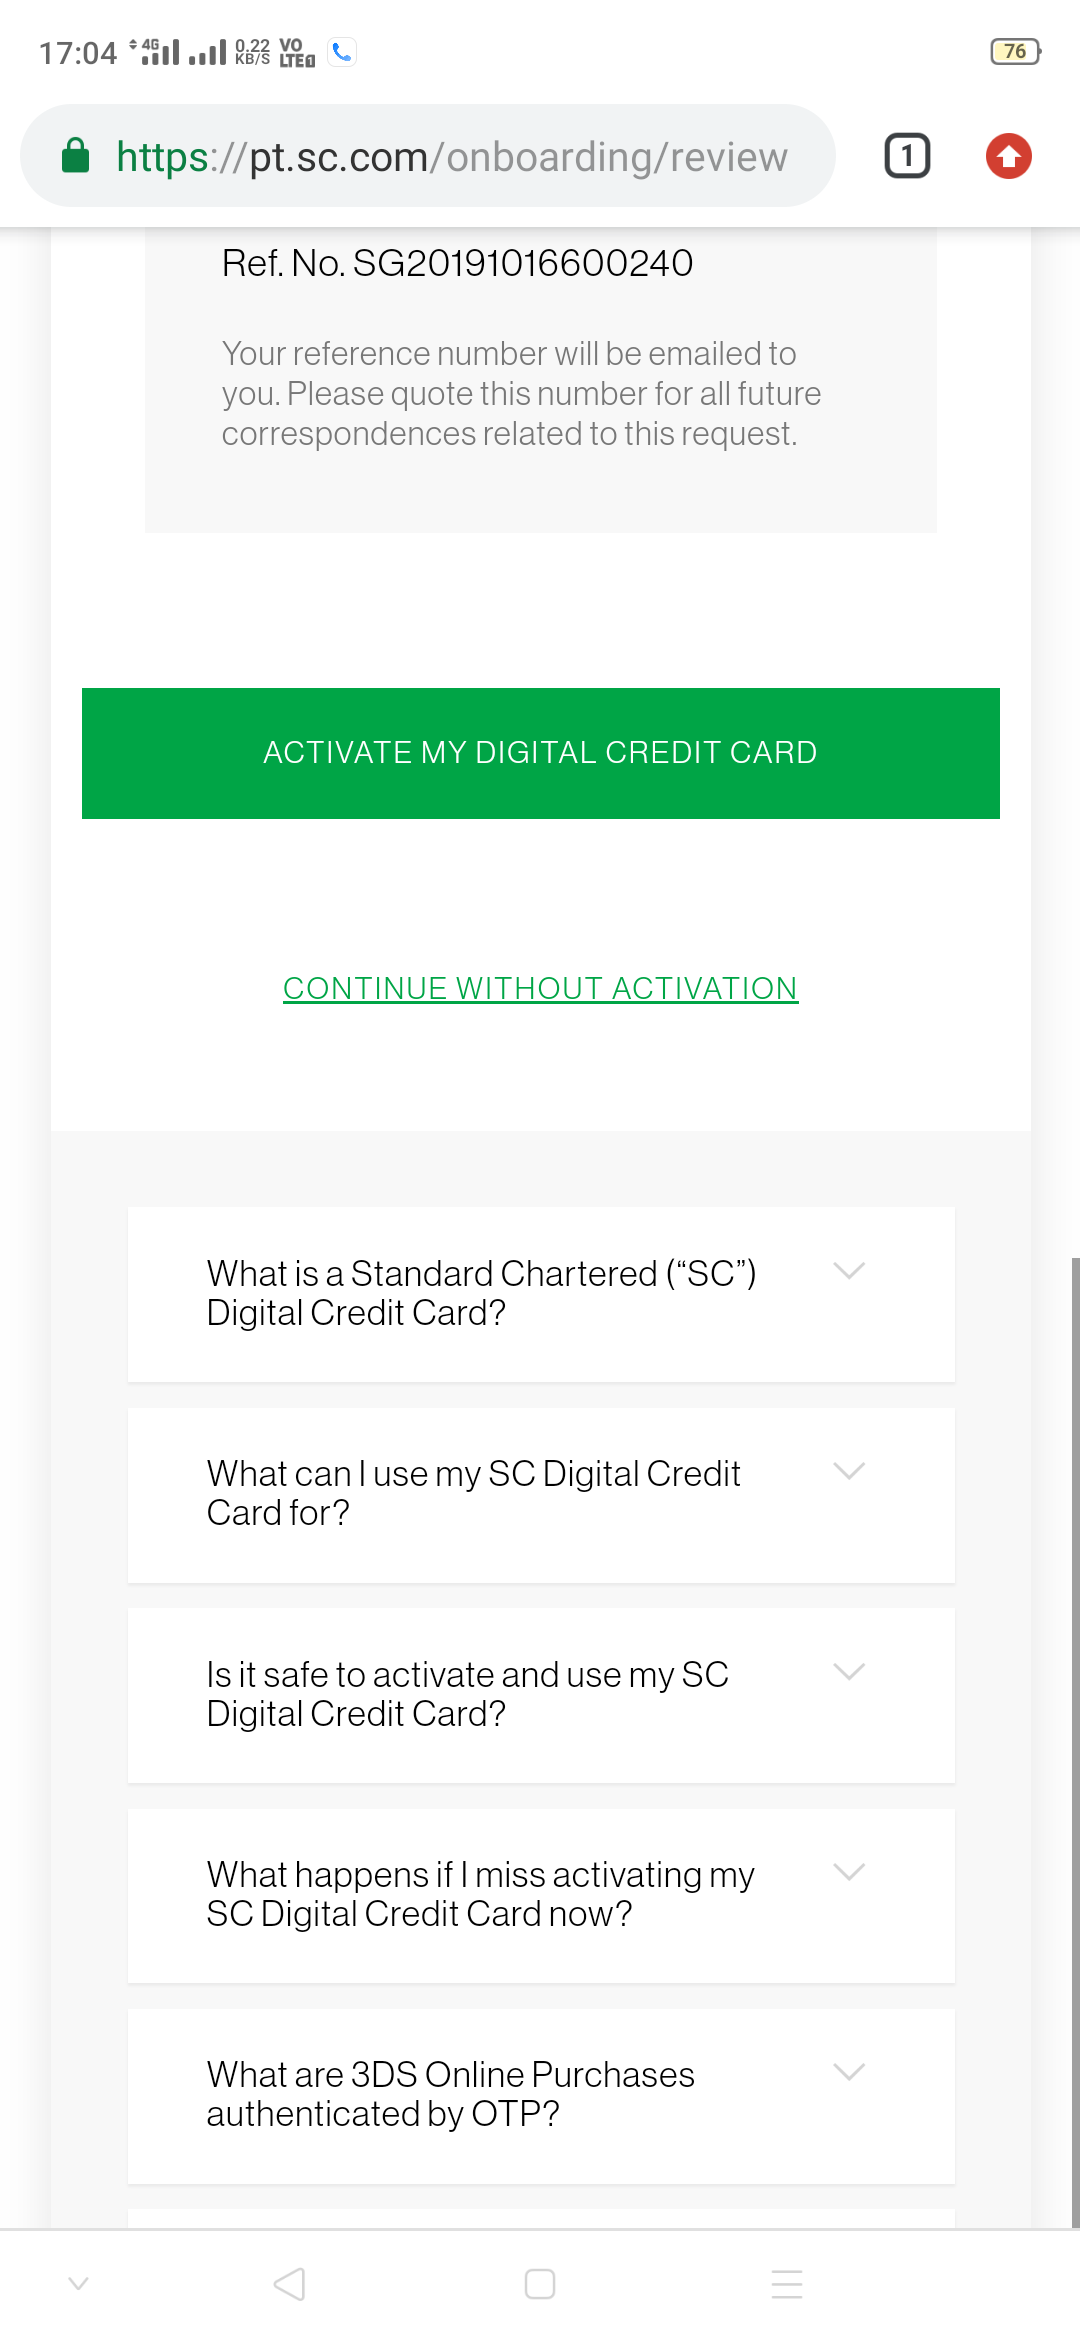 17:04 4G 0.22 KB/S VO LTE 1 76
https://pt.sc.com/onboarding/review 1
Ref. No. SG20191016600240
Your reference number will be emailed to
you. Please quote this number for all future
correspondences related to this request.
ACTIVATE MY DIGITAL CREDIT CARD
CONTINUE WITHOUT ACTIVATION
What is a Standard Chartered (“SC”)
Digital Credit Card?
What can I use my SC Digital Credit
Card for?
Is it safe to activate and use my SC
Digital Credit Card?
What happens if I miss activating my
SC Digital Credit Card now?
What are 3DS Online Purchases
authenticated by OTP?